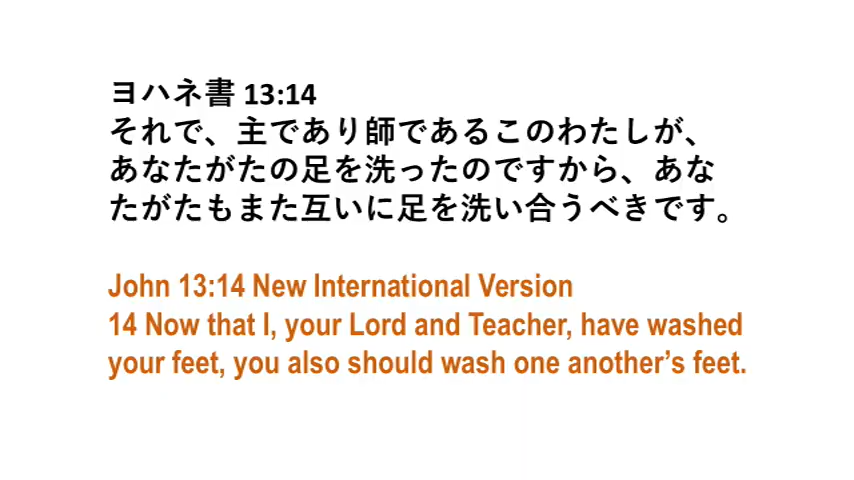 ヨハネ書 13:14
それで、主であり師であるこのわたしが、
あなたがたの足を洗ったのですから、あな
たがたもまた互いに足を洗い合うべきです。
John 13:14 New International Version
14 Now that I, your Lord and Teacher, have washed
your feet, you also should wash one another’s feet.